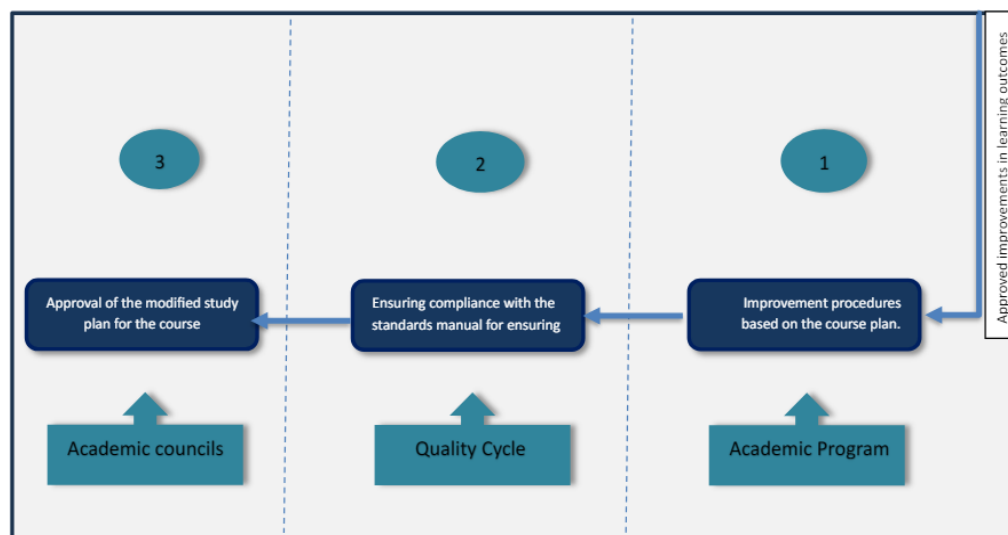 Approved improvements in learning outcomes
3
2
1
Approval of the modified study
plan for the course
Ensuring compliance with the
standards manual for ensuring
Improvement procedures
based on the course plan.
Academic councils
Quality Cycle
Academic Program